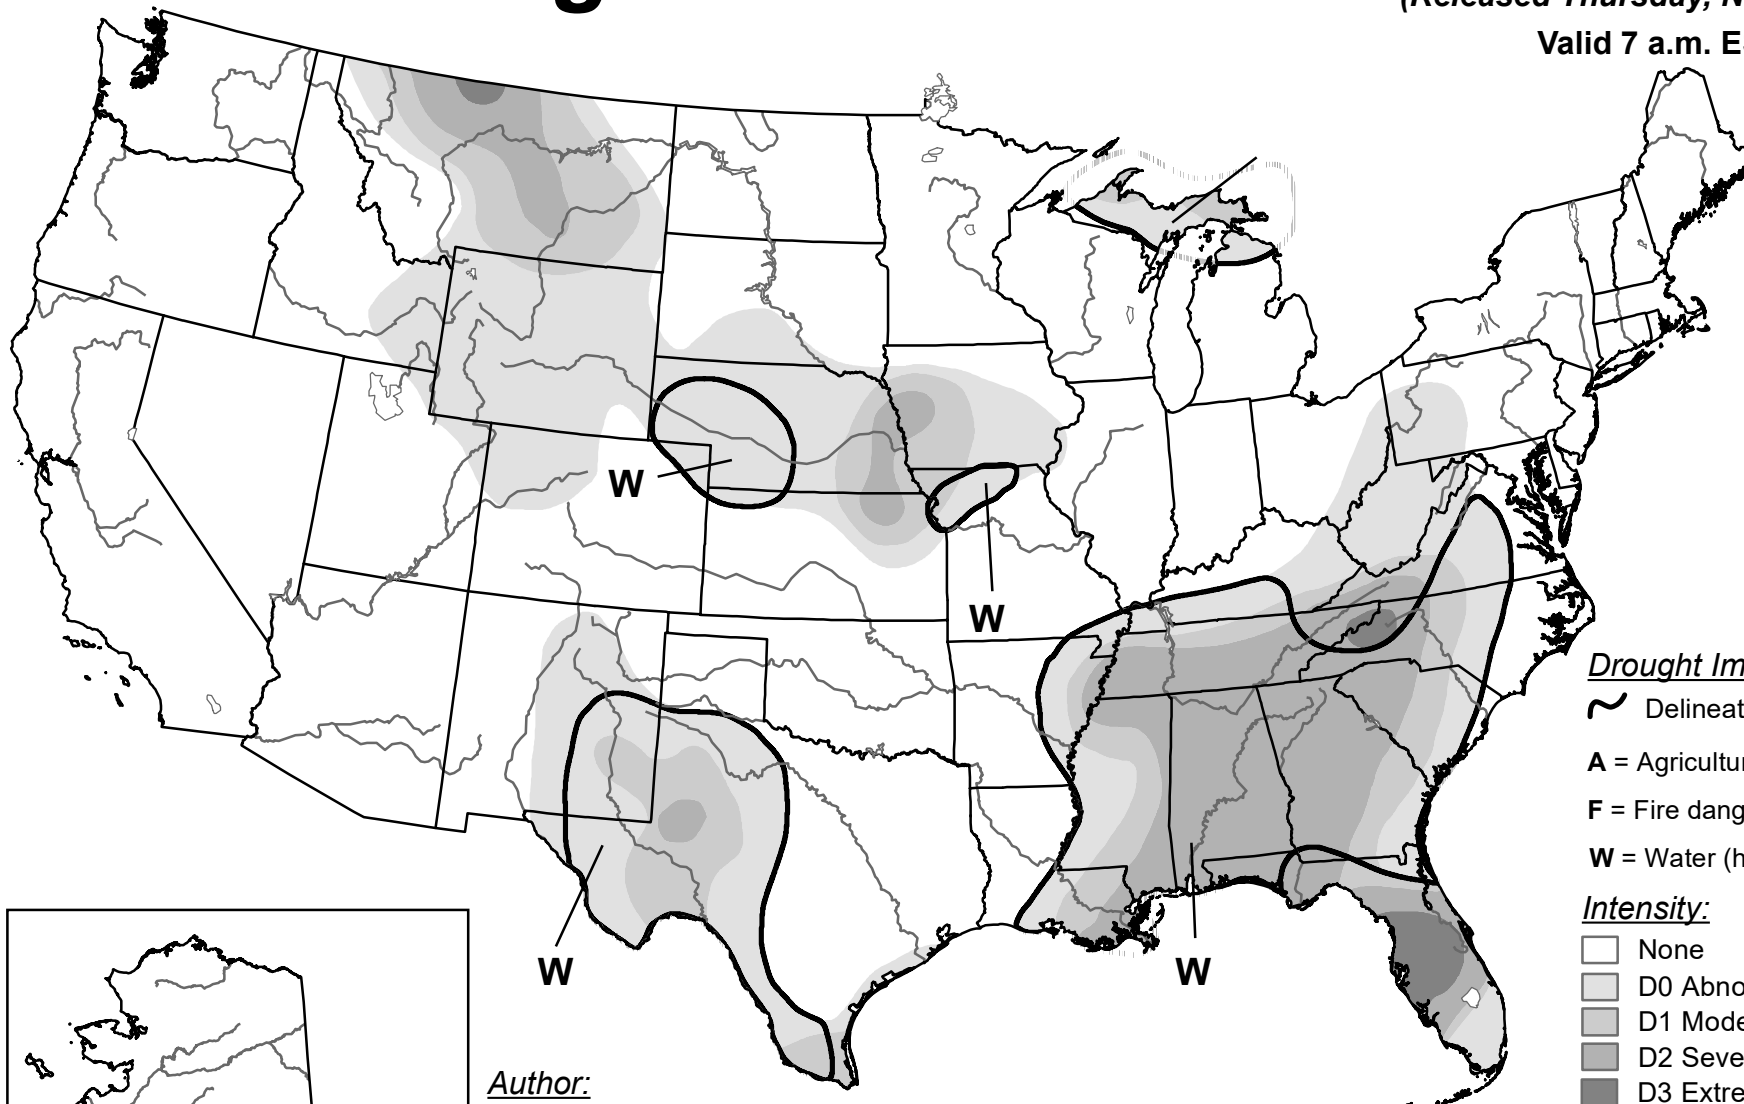 (Released Thursday, N
Valid 7 a.m. E
W
W
W
W
Drought Im
Delineat
A = Agricultur
F = Fire dang
W = Water (h
Intensity:
None
D0 Abno
D1 Mode
D2 Seve
D3 Extre
Author: